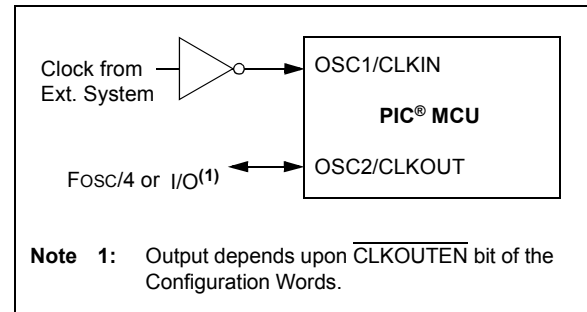 Clock from
Ext. System
OSC1/CLKIN
PIC® MCU
OSC2/CLKOUT
FOSC/4 or I/O(1)
Note 1: Output depends upon CLKOUTEN bit of the
Configuration Words.